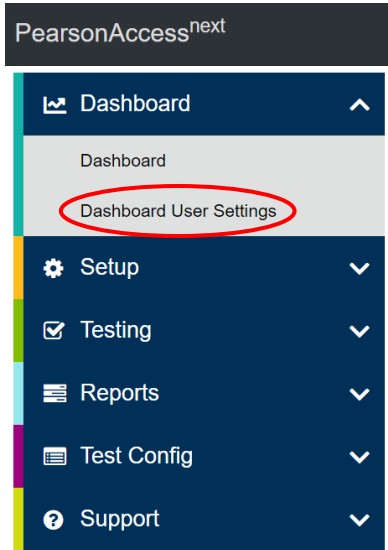 PearsonAccessnext
Dashboard
Dashboard
Dashboard User Settings
Setup
Testing
Reports
Test Config
Support